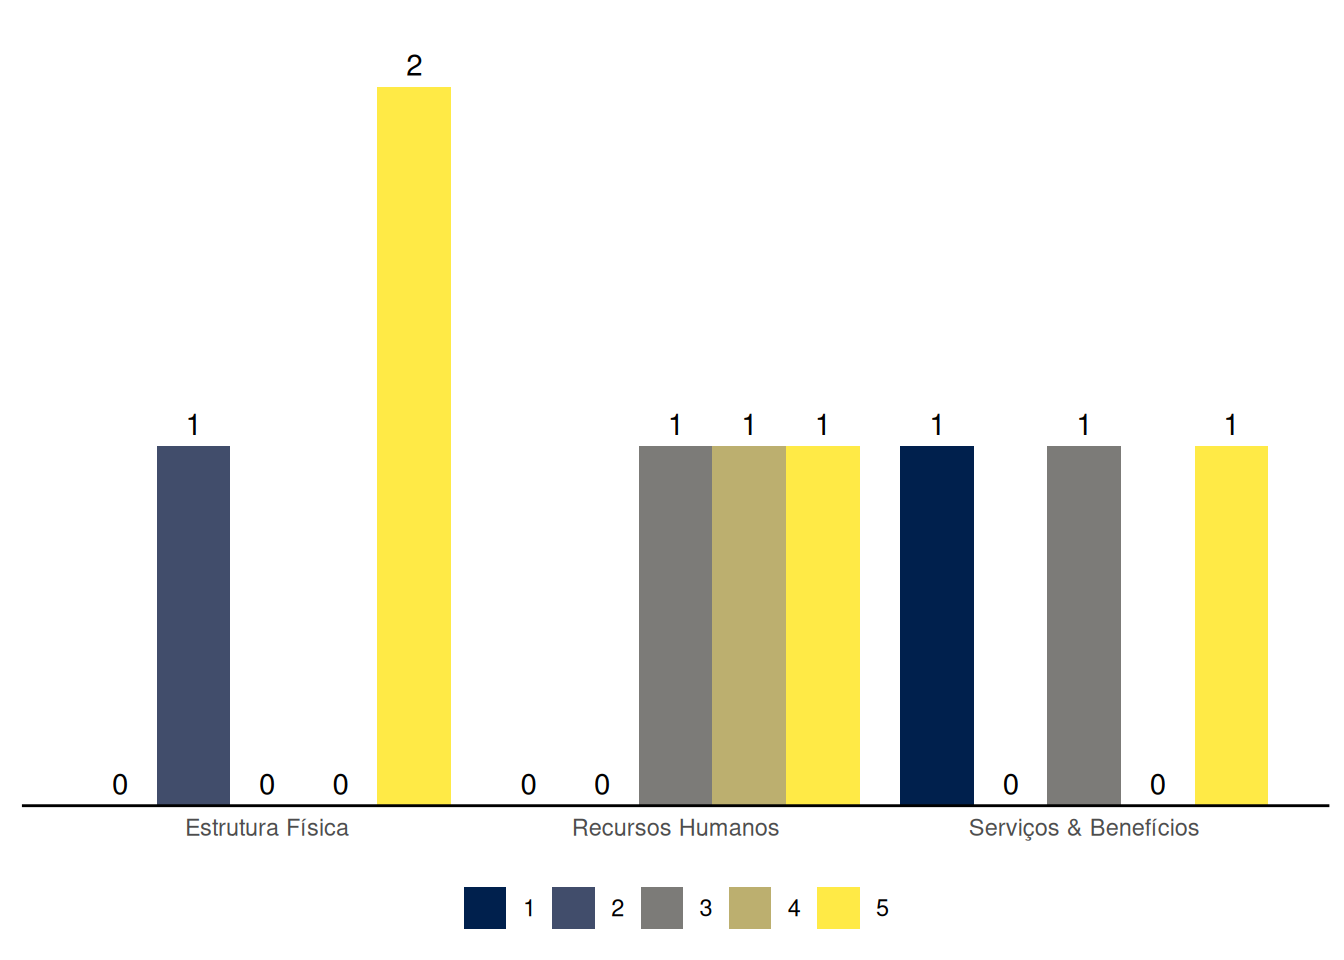 2
1 1 1 1 1 1 1
0 0 0 0 0 0 0
Estrutura Física Recursos Humanos Serviços & Benefícios
1 2 3 4 5